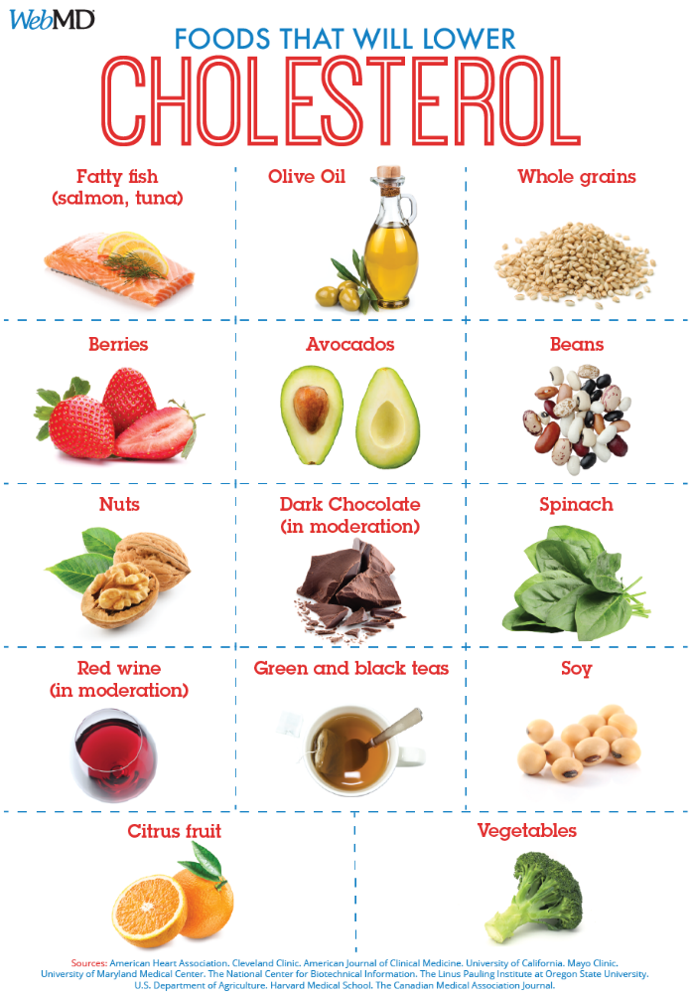 WebMD
FOODS THAT WILL LOWER
CHOLESTEROL
Fatty fish
(salmon, tuna)
Olive Oil
Whole grains
Berries
Avocados
Beans
Nuts
Dark Chocolate
(in moderation)
Spinach
Red wine
(in moderation)
Green and black teas
Soy
Citrus fruit
Vegetables
Sources: American Heart Association. Cleveland Clinic. American Journal of Clinical Medicine. University of California. Mayo Clinic.
University of Maryland Medical Center. The National Center for Biotechnical Information. The Linus Pauling Institute at Oregon State University.
U.S. Department of Agriculture. Harvard Medical School. The Canadian Medical Association Journal.